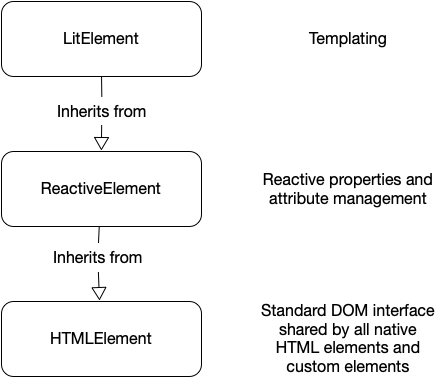 LitElement
Templating
Inherits from
ReactiveElement
Reactive properties and
attribute management
Inherits from
HTMLElement
Standard DOM interface
shared by all native
HTML elements and
custom elements